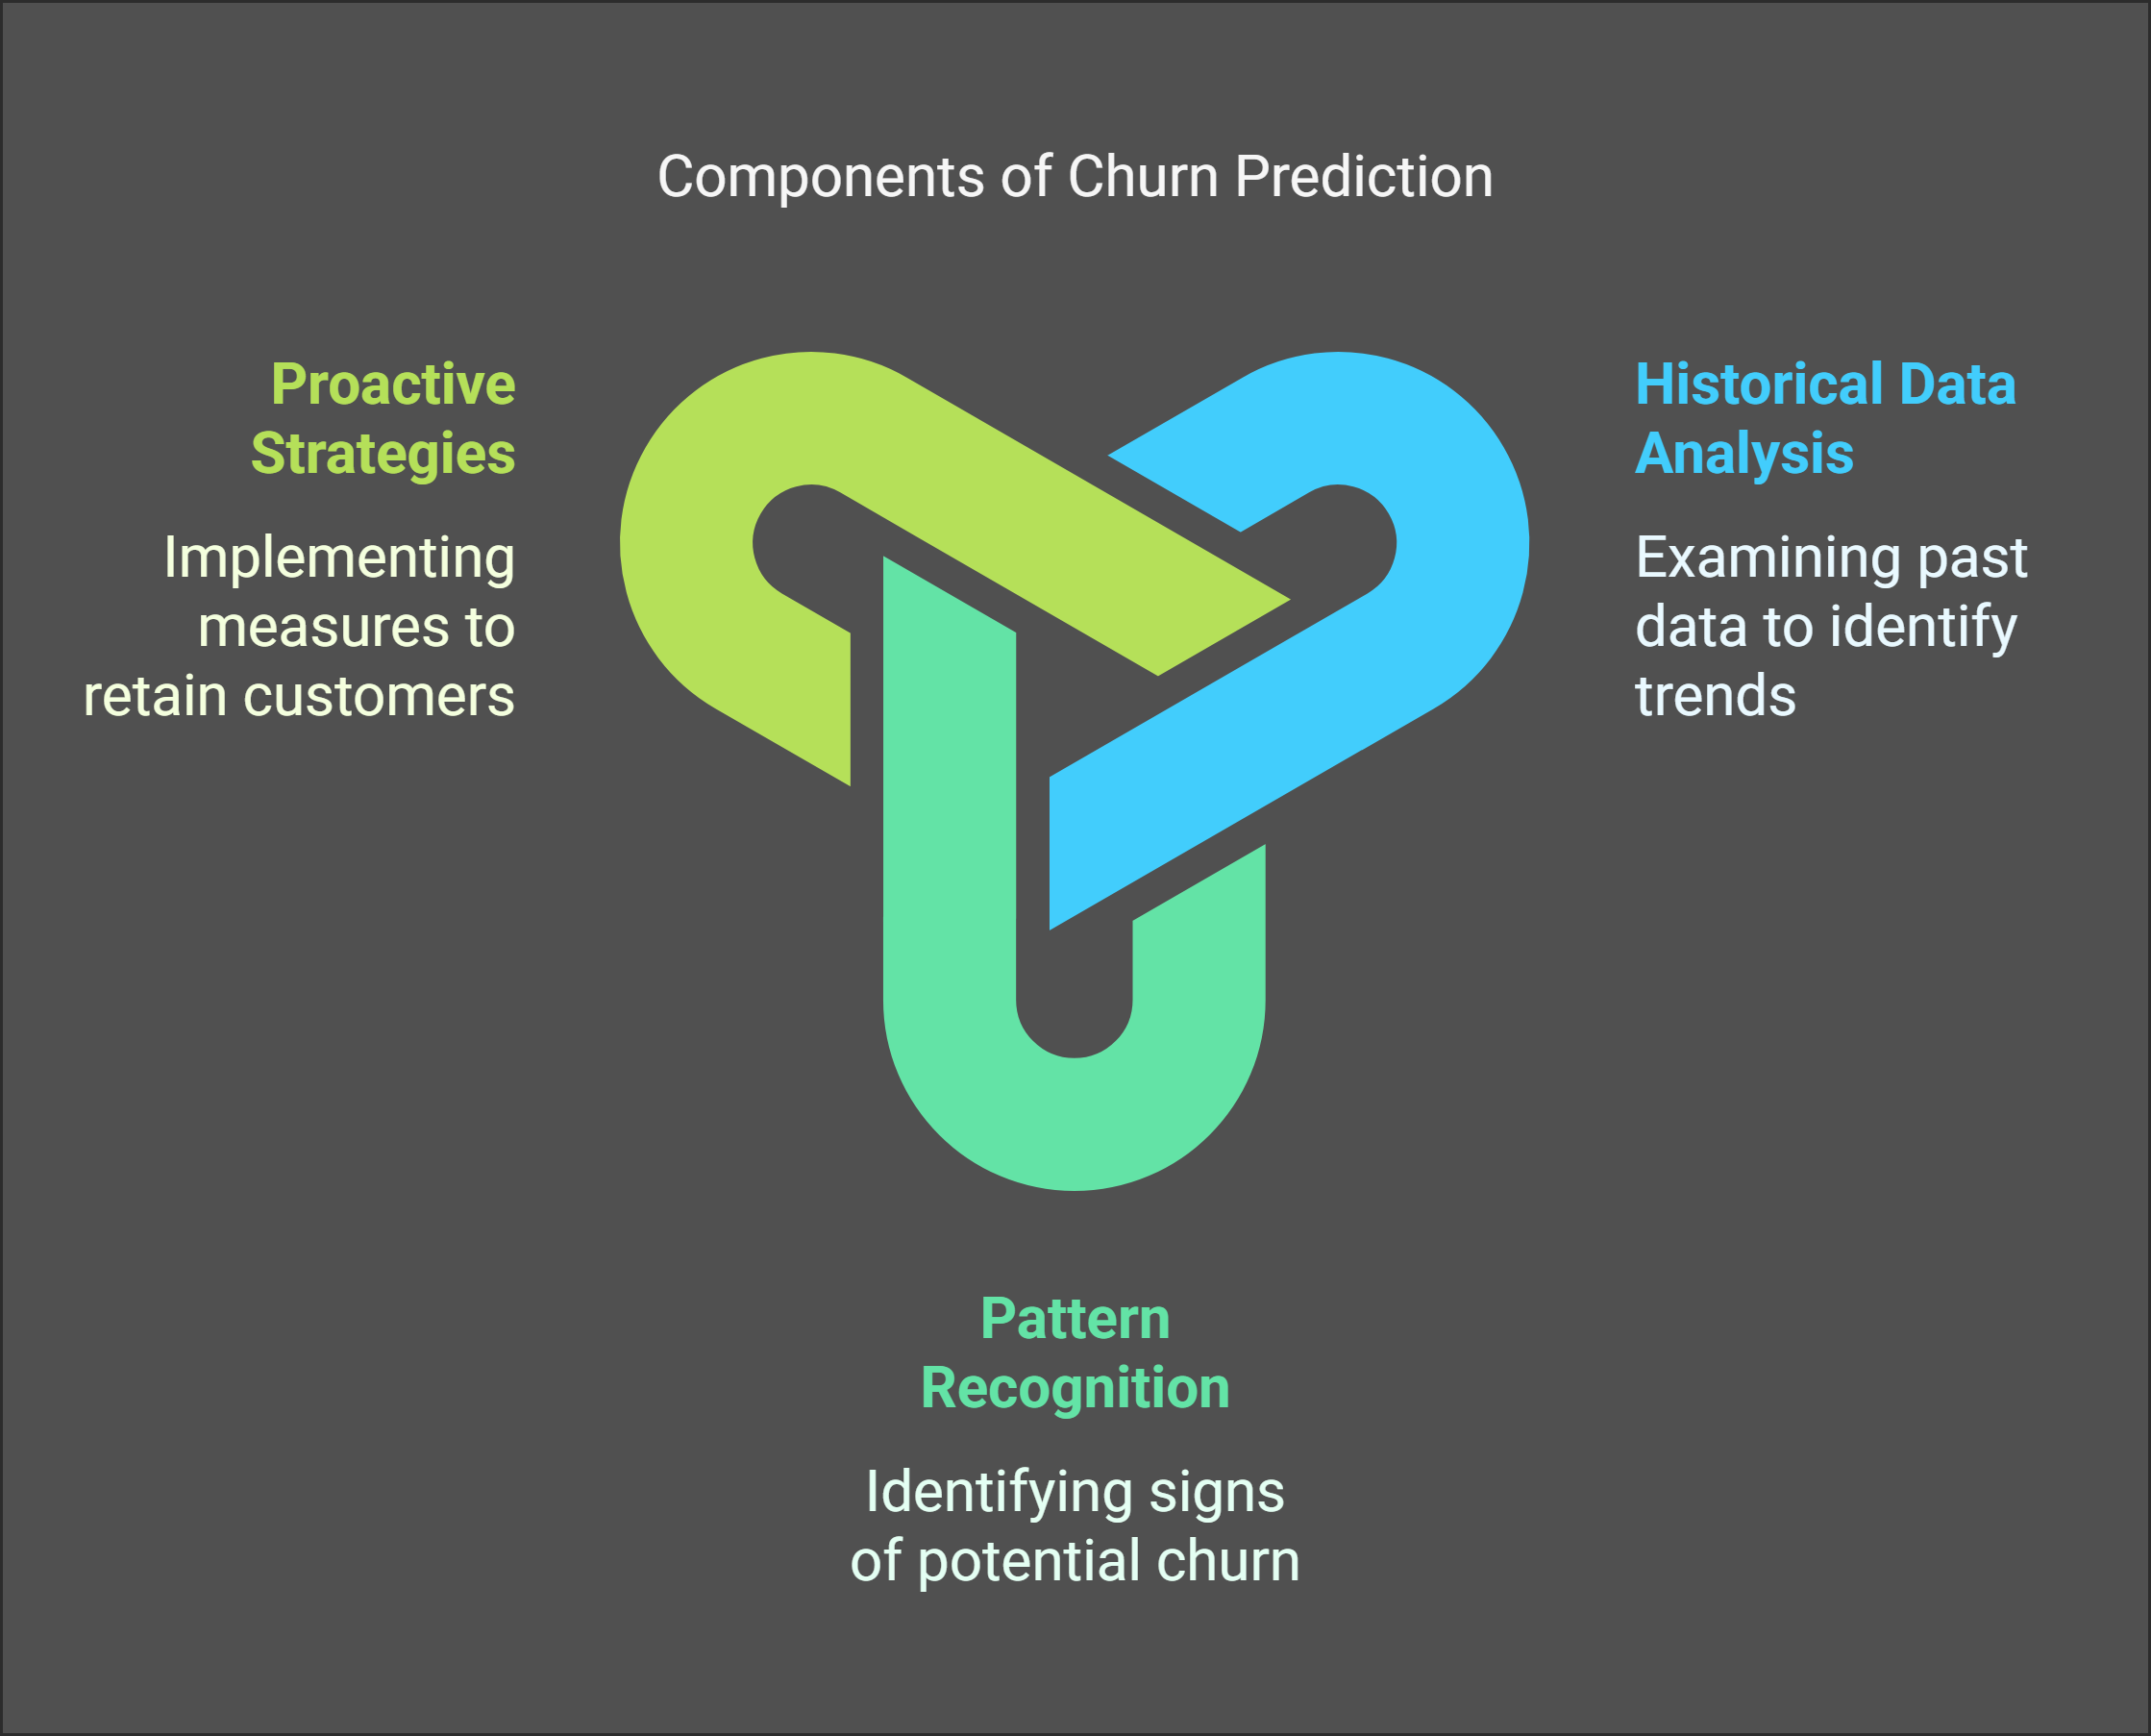 Components of Churn Prediction
Proactive
Strategies
Implementing
measures to
retain customers
Historical Data
Analysis
Examining past
data to identify
trends
Pattern
Recognition
Identifying signs
of potential churn